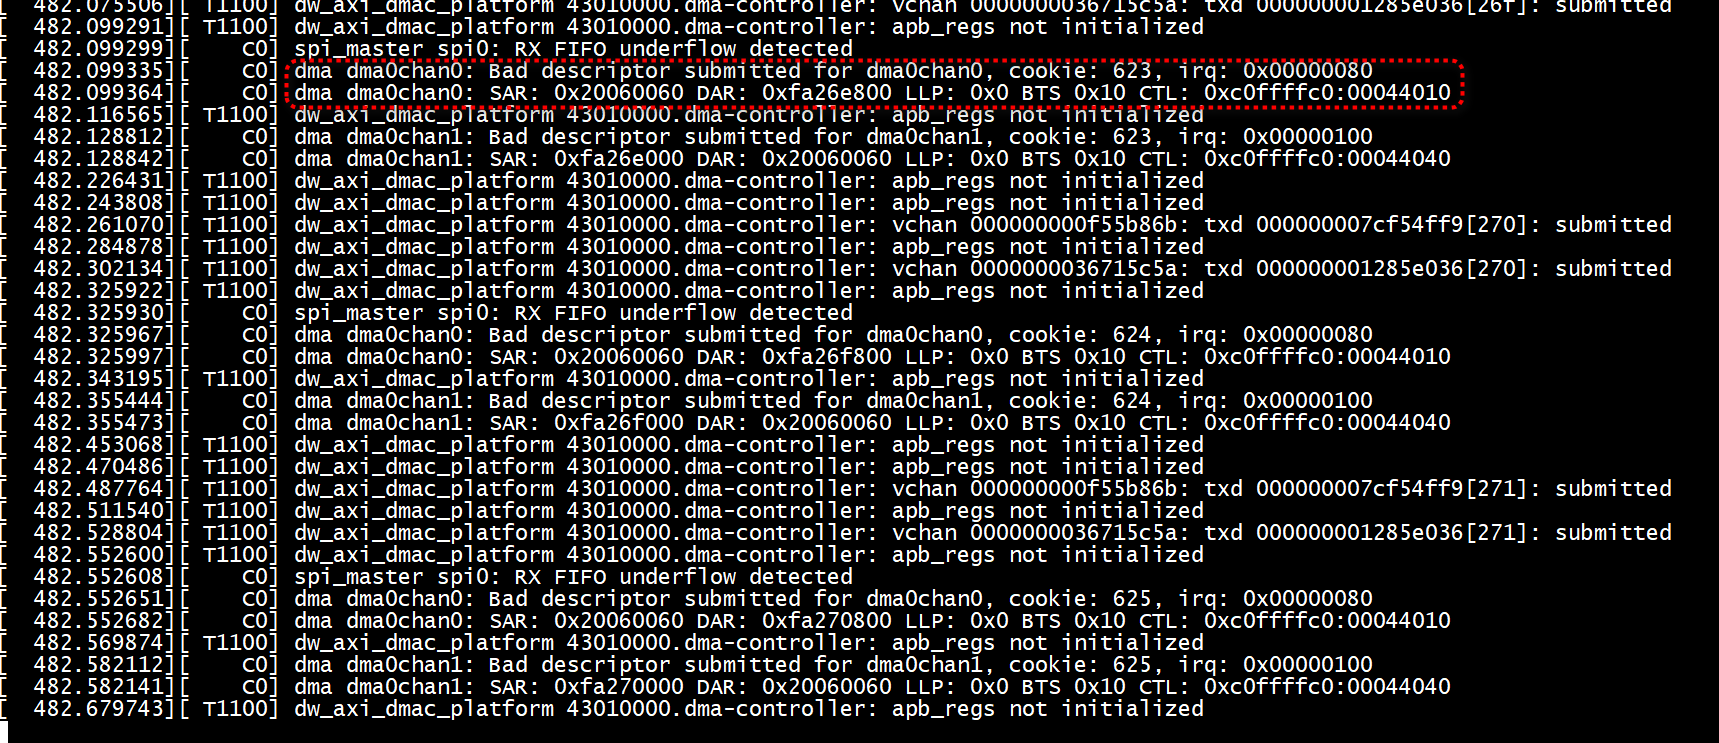 [  482.075506][ T1100] dw_axi_dmac_platform 43010000.dma-controller: vchan 0000000036715c5a: txd 000000001285e036[26f]: submitted
[  482.099291][ T1100] dw_axi_dmac_platform 43010000.dma-controller: apb_regs not initialized
[  482.099299][    C0] spi_master spi0: RX FIFO underflow detected
[  482.099335][    C0] dma dma0chan0: Bad descriptor submitted for dma0chan0, cookie: 623, irq: 0x00000080
[  482.099364][    C0] dma dma0chan0: SAR: 0x20060060 DAR: 0xfa26e800 LLP: 0x0 BTS 0x10 CTL: 0xc0ffffc0:00044010
[  482.116565][ T1100] dw_axi_dmac_platform 43010000.dma-controller: apb_regs not initialized
[  482.128812][    C0] dma dma0chan1: Bad descriptor submitted for dma0chan1, cookie: 623, irq: 0x00000100
[  482.128842][    C0] dma dma0chan1: SAR: 0xfa26e000 DAR: 0x20060060 LLP: 0x0 BTS 0x10 CTL: 0xc0ffffc0:00044040
[  482.226431][ T1100] dw_axi_dmac_platform 43010000.dma-controller: apb_regs not initialized
[  482.243808][ T1100] dw_axi_dmac_platform 43010000.dma-controller: apb_regs not initialized
[  482.261070][ T1100] dw_axi_dmac_platform 43010000.dma-controller: vchan 000000000f55b86b: txd 000000007cf54ff9[270]: submitted
[  482.284878][ T1100] dw_axi_dmac_platform 43010000.dma-controller: apb_regs not initialized
[  482.302134][ T1100] dw_axi_dmac_platform 43010000.dma-controller: vchan 0000000036715c5a: txd 000000001285e036[270]: submitted
[  482.325922][ T1100] dw_axi_dmac_platform 43010000.dma-controller: apb_regs not initialized
[  482.325930][    C0] spi_master spi0: RX FIFO underflow detected
[  482.325967][    C0] dma dma0chan0: Bad descriptor submitted for dma0chan0, cookie: 624, irq: 0x00000080
[  482.325997][    C0] dma dma0chan0: SAR: 0x20060060 DAR: 0xfa26f800 LLP: 0x0 BTS 0x10 CTL: 0xc0ffffc0:00044010
[  482.343195][ T1100] dw_axi_dmac_platform 43010000.dma-controller: apb_regs not initialized
[  482.355444][    C0] dma dma0chan1: Bad descriptor submitted for dma0chan1, cookie: 624, irq: 0x00000100
[  482.355473][    C0] dma dma0chan1: SAR: 0xfa26f000 DAR: 0x20060060 LLP: 0x0 BTS 0x10 CTL: 0xc0ffffc0:00044040
[  482.453068][ T1100] dw_axi_dmac_platform 43010000.dma-controller: apb_regs not initialized
[  482.470486][ T1100] dw_axi_dmac_platform 43010000.dma-controller: apb_regs not initialized
[  482.487764][ T1100] dw_axi_dmac_platform 43010000.dma-controller: vchan 000000000f55b86b: txd 000000007cf54ff9[271]: submitted
[  482.511540][ T1100] dw_axi_dmac_platform 43010000.dma-controller: apb_regs not initialized
[  482.528804][ T1100] dw_axi_dmac_platform 43010000.dma-controller: vchan 0000000036715c5a: txd 000000001285e036[271]: submitted
[  482.552600][ T1100] dw_axi_dmac_platform 43010000.dma-controller: apb_regs not initialized
[  482.552608][    C0] spi_master spi0: RX FIFO underflow detected
[  482.552651][    C0] dma dma0chan0: Bad descriptor submitted for dma0chan0, cookie: 625, irq: 0x00000080
[  482.552682][    C0] dma dma0chan0: SAR: 0x20060060 DAR: 0xfa270800 LLP: 0x0 BTS 0x10 CTL: 0xc0ffffc0:00044010
[  482.569874][ T1100] dw_axi_dmac_platform 43010000.dma-controller: apb_regs not initialized
[  482.582112][    C0] dma dma0chan1: Bad descriptor submitted for dma0chan1, cookie: 625, irq: 0x00000100
[  482.582141][    C0] dma dma0chan1: SAR: 0xfa270000 DAR: 0x20060060 LLP: 0x0 BTS 0x10 CTL: 0xc0ffffc0:00044040
[  482.679743][ T1100] dw_axi_dmac_platform 43010000.dma-controller: apb_regs not initialized